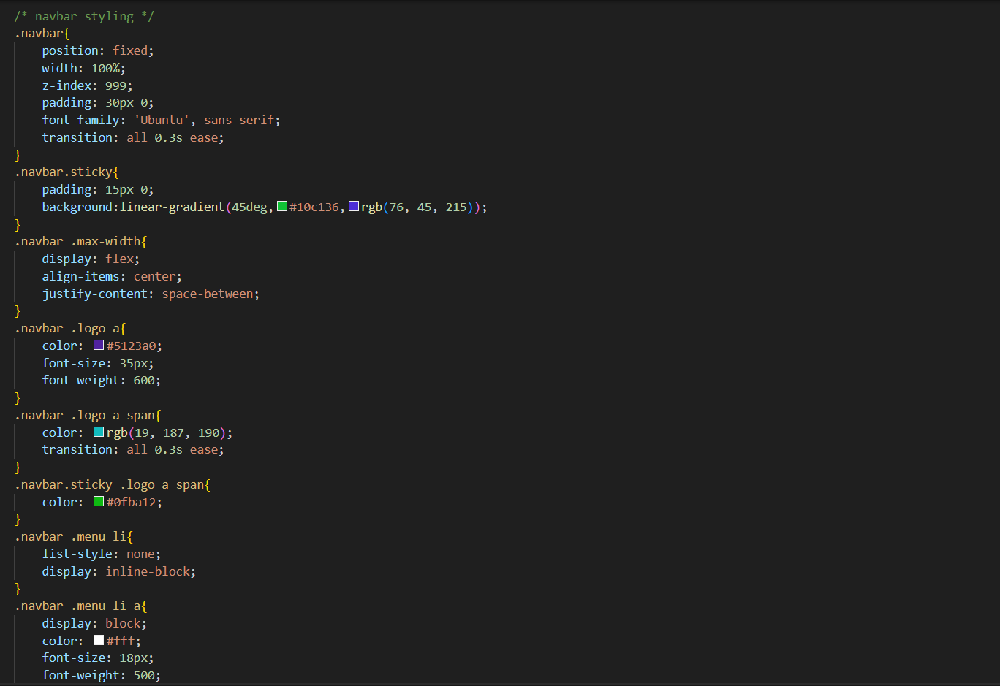 /* navbar styling */
.navbar{
    position: fixed;
    width: 100%;
    z-index: 999;
    padding: 30px 0;
    font-family: 'Ubuntu', sans-serif;
    transition: all 0.3s ease;
}
.navbar.sticky{
    padding: 15px 0;
    background:linear-gradient(45deg,#10c136,rgb(76, 45, 215));
}
.navbar .max-width{
    display: flex;
    align-items: center;
    justify-content: space-between;
}
.navbar .logo a{
    color: #5123a0;
    font-size: 35px;
    font-weight: 600;
}
.navbar .logo a span{
    color: rgb(19, 187, 190);
    transition: all 0.3s ease;
}
.navbar.sticky .logo a span{
    color: #0fba12;
}
.navbar .menu li{
    list-style: none;
    display: inline-block;
}
.navbar .menu li a{
    display: block;
    color: #fff;
    font-size: 18px;
    font-weight: 500;